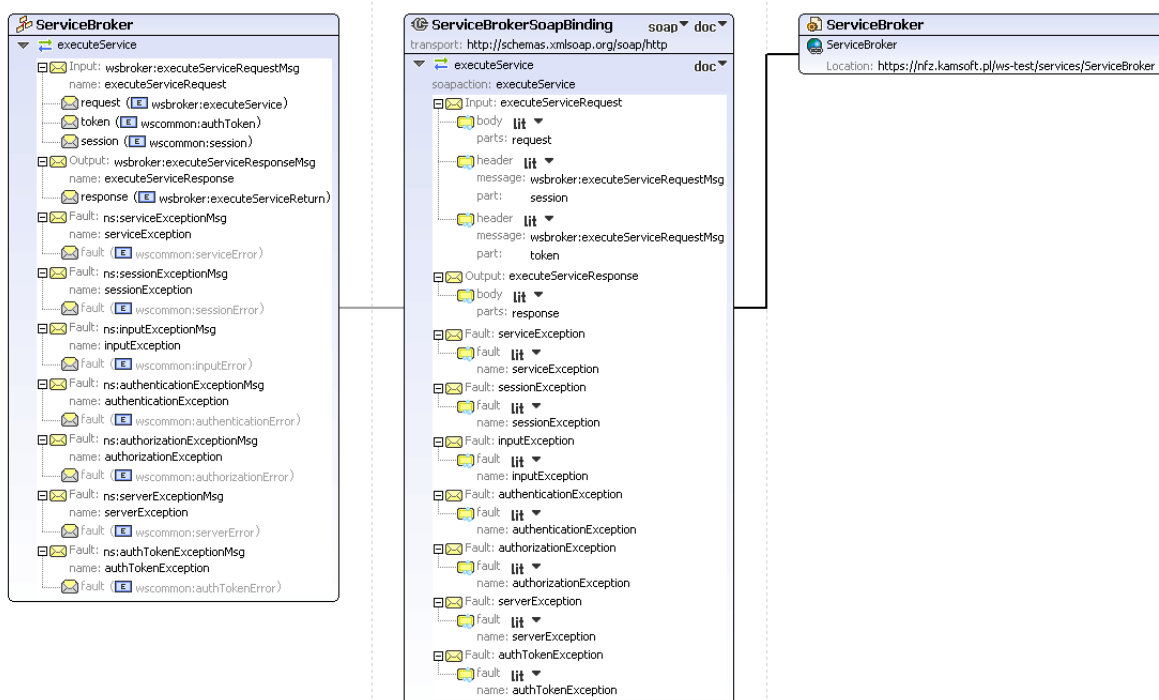 ServiceBroker
executeService
Input: wsbroker:executeServiceRequestMsg
name: executeServiceRequest
request (E wsbroker:executeService)
token (E wscommon:authToken)
session (E wscommon:session)
Output: wsbroker:executeServiceResponseMsg
name: executeServiceResponse
response (E wsbroker:executeServiceReturn)
Fault: ns:serviceExceptionMsg
name: serviceException
fault (E wscommon:serviceError)
Fault: ns:sessionExceptionMsg
name: sessionException
fault (E wscommon:sessionError)
Fault: ns:inputExceptionMsg
name: inputException
fault (E wscommon:inputError)
Fault: ns:authenticationExceptionMsg
name: authenticationException
fault (E wscommon:authenticationError)
Fault: ns:authorizationExceptionMsg
name: authorizationException
fault (E wscommon:authorizationError)
Fault: ns:serverExceptionMsg
name: serverException
fault (E wscommon:serverError)
Fault: ns:authTokenExceptionMsg
name: authTokenException
fault (E wscommon:authTokenError)
ServiceBrokerSoapBinding soap doc
transport: http://schemas.xmlsoap.org/soap/http
executeService doc
soapaction: executeService
Input: executeServiceRequest
body lit
parts: request
header lit
message: wsbroker:executeServiceRequestMsg
part: session
header lit
message: wsbroker:executeServiceRequestMsg
part: token
Output: executeServiceResponse
body lit
parts: response
Fault: serviceException
fault lit
name: serviceException
Fault: sessionException
fault lit
name: sessionException
Fault: inputException
fault lit
name: inputException
Fault: authenticationException
fault lit
name: authenticationException
Fault: authorizationException
fault lit
name: authorizationException
Fault: serverException
fault lit
name: serverException
Fault: authTokenException
fault lit
name: authTokenException
ServiceBroker
ServiceBroker
Location: https://nfz.kamsoft.pl/ws-test/services/ServiceBroker